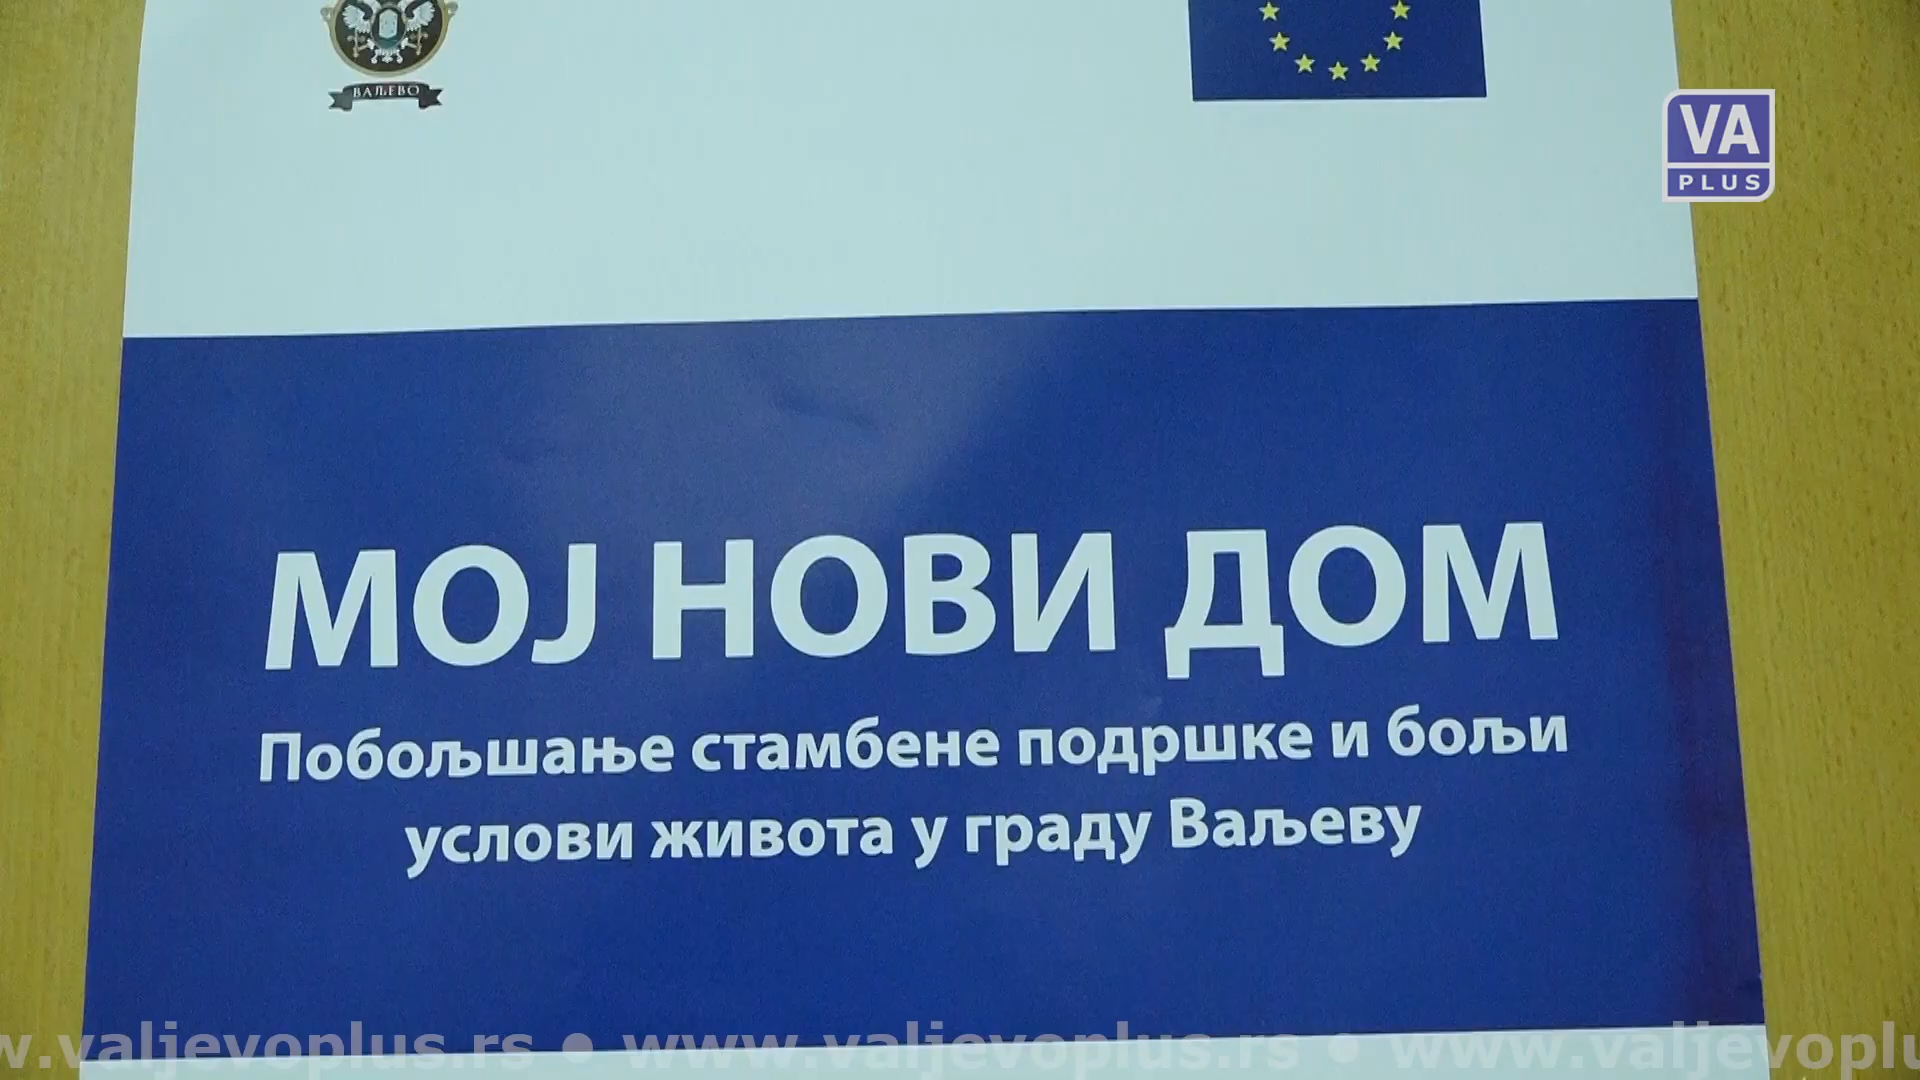 ВАЉЕВО
VA
PLUS
МОЈ НОВИ ДОМ
Побољшање стамбене подршке и бољи
услови живота у граду Ваљеву
w.valjevoplus.rs • www.valjevoplus.rs • www.valjevoplu